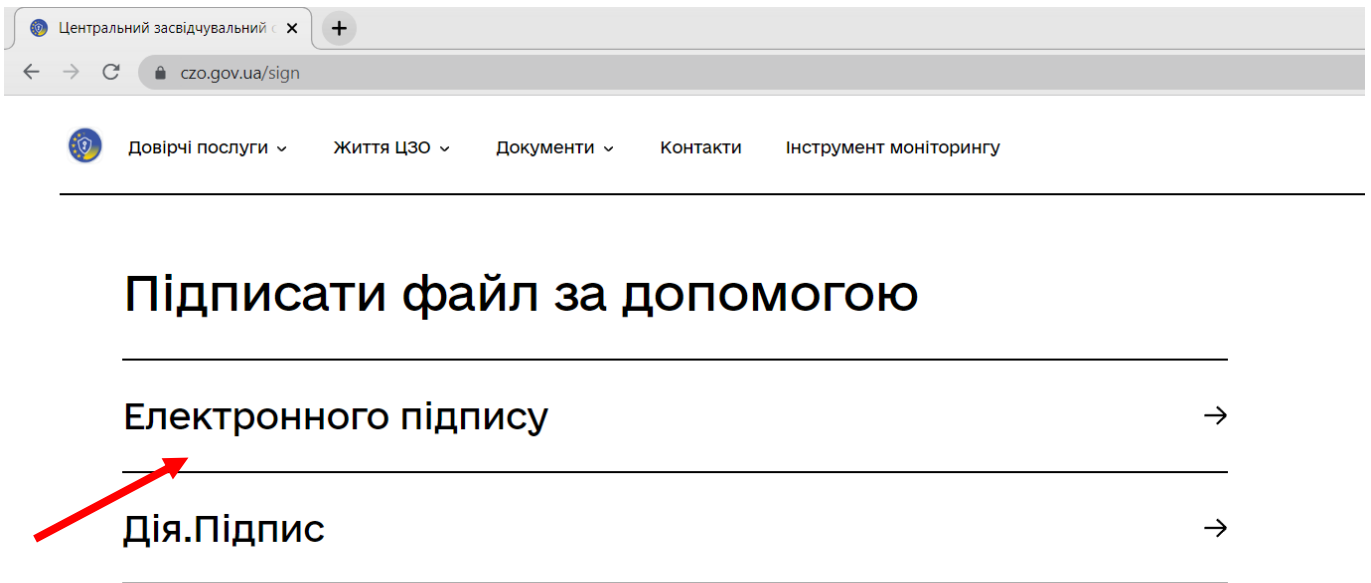 Центральний засвідчувальний
czo.gov.ua/sign
Довірчі послуги Життя ЦЗО Документи Контакти Інструмент моніторингу
Підписати файл за допомогою
Електронного підпису
Дія.Підпис